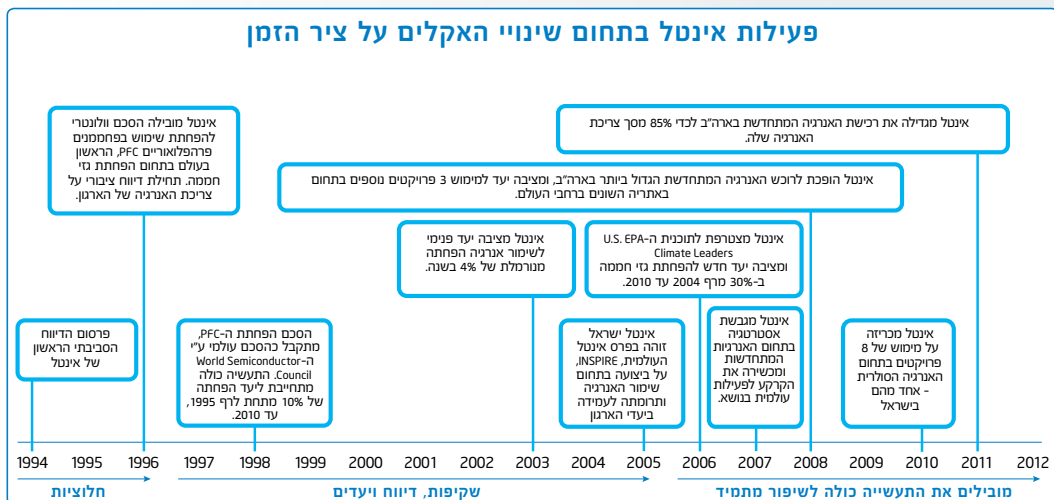 פעילות אינטל בתחום שינויי האקלים על ציר הזמן
אינטל מובילה הסכם וולונטרי
להפחתת שימוש בפחממנים
פרהפלואוריים PFC, הראשון
בעולם בתחום הפחתת גזי
חממה. תחילת דיווח ציבורי על
צריכת האנרגיה של הארגון.
אינטל מגדילה את רכישת האנרגיה המתחדשת בארה"ב לכדי 85% מסך צריכת
האנרגיה שלה.
אינטל הופכת לרוכש האנרגיה המתחדשת הגדול ביותר בארה"ב, ומציבה יעד למימוש 3 פרויקטים נוספים בתחום
באתריה השונים ברחבי העולם.
אינטל מציבה יעד פנימי
לשימור אנרגיה הפחתה
מנורמלת של 4% בשנה.
אינטל מצטרפת לתוכנית ה-U.S. EPA
Climate Leaders
ומציבה יעד חדש להפחתת גזי חממה
ב-30% מרף 2004 עד 2010.
פרסום הדיווח
הסביבתי הראשון
של אינטל
הסכם הפחתת ה-PFC,
מתקבל כהסכם עולמי ע"י
ה-World Semiconductor
Council. התעשיה כולה
מתחייבת ליעד הפחתה
של 10% מתחת לרף 1995,
עד 2010.
אינטל ישראל
זוהה בפרס אינטל
העולמית, INSPIRE,
על ביצועה בתחום
שימור האנרגיה
ותרומתה לעמידה
ביעדי הארגון
אינטל מגבשת
אסטרטגיה
בתחום האנרגיות
המתחדשות
ומכשירה את
הקרקע לפעילות
עולמית בנושא.
אינטל מכריזה
על מימוש של 8
פרויקטים בתחום
האנרגיה הסולרית
- אחד מהם
בישראל
1994 1995 1996 1997 1998 1999 2000 2001 2002 2003 2004 2005 2006 2007 2008 2009 2010 2011 2012
חלוציות
שקיפות, דיווח ויעדים
מובילים את התעשייה כולה לשיפור מתמיד